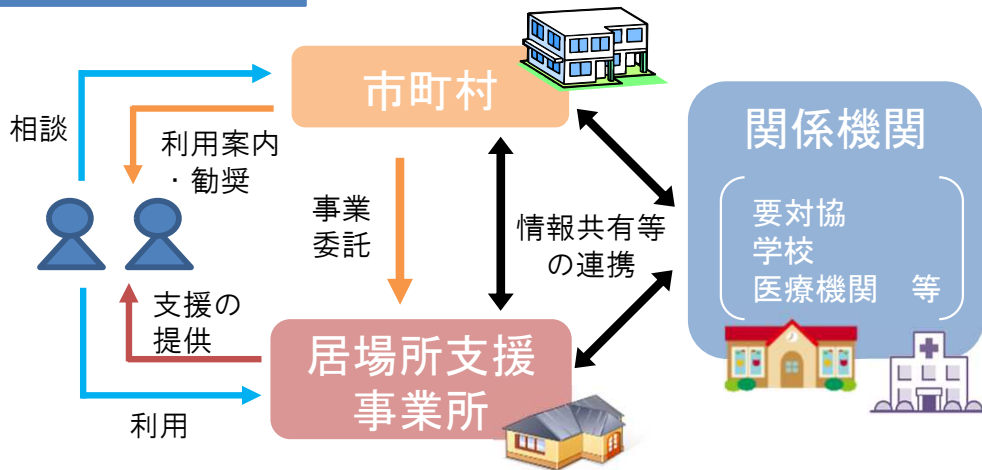 市町村
関係機関
相談
利用案内
・勧奨
事業
委託
情報共有等
の連携
要対協
学校
医療機関　等
支援の
提供
居場所支援
事業所
利用